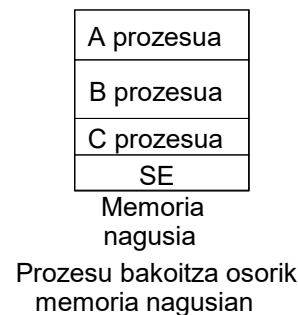 A prozesua
B prozesua
C prozesua
SE
Memoria
nagusia
Prozesu bakoitza osorik
memoria nagusian